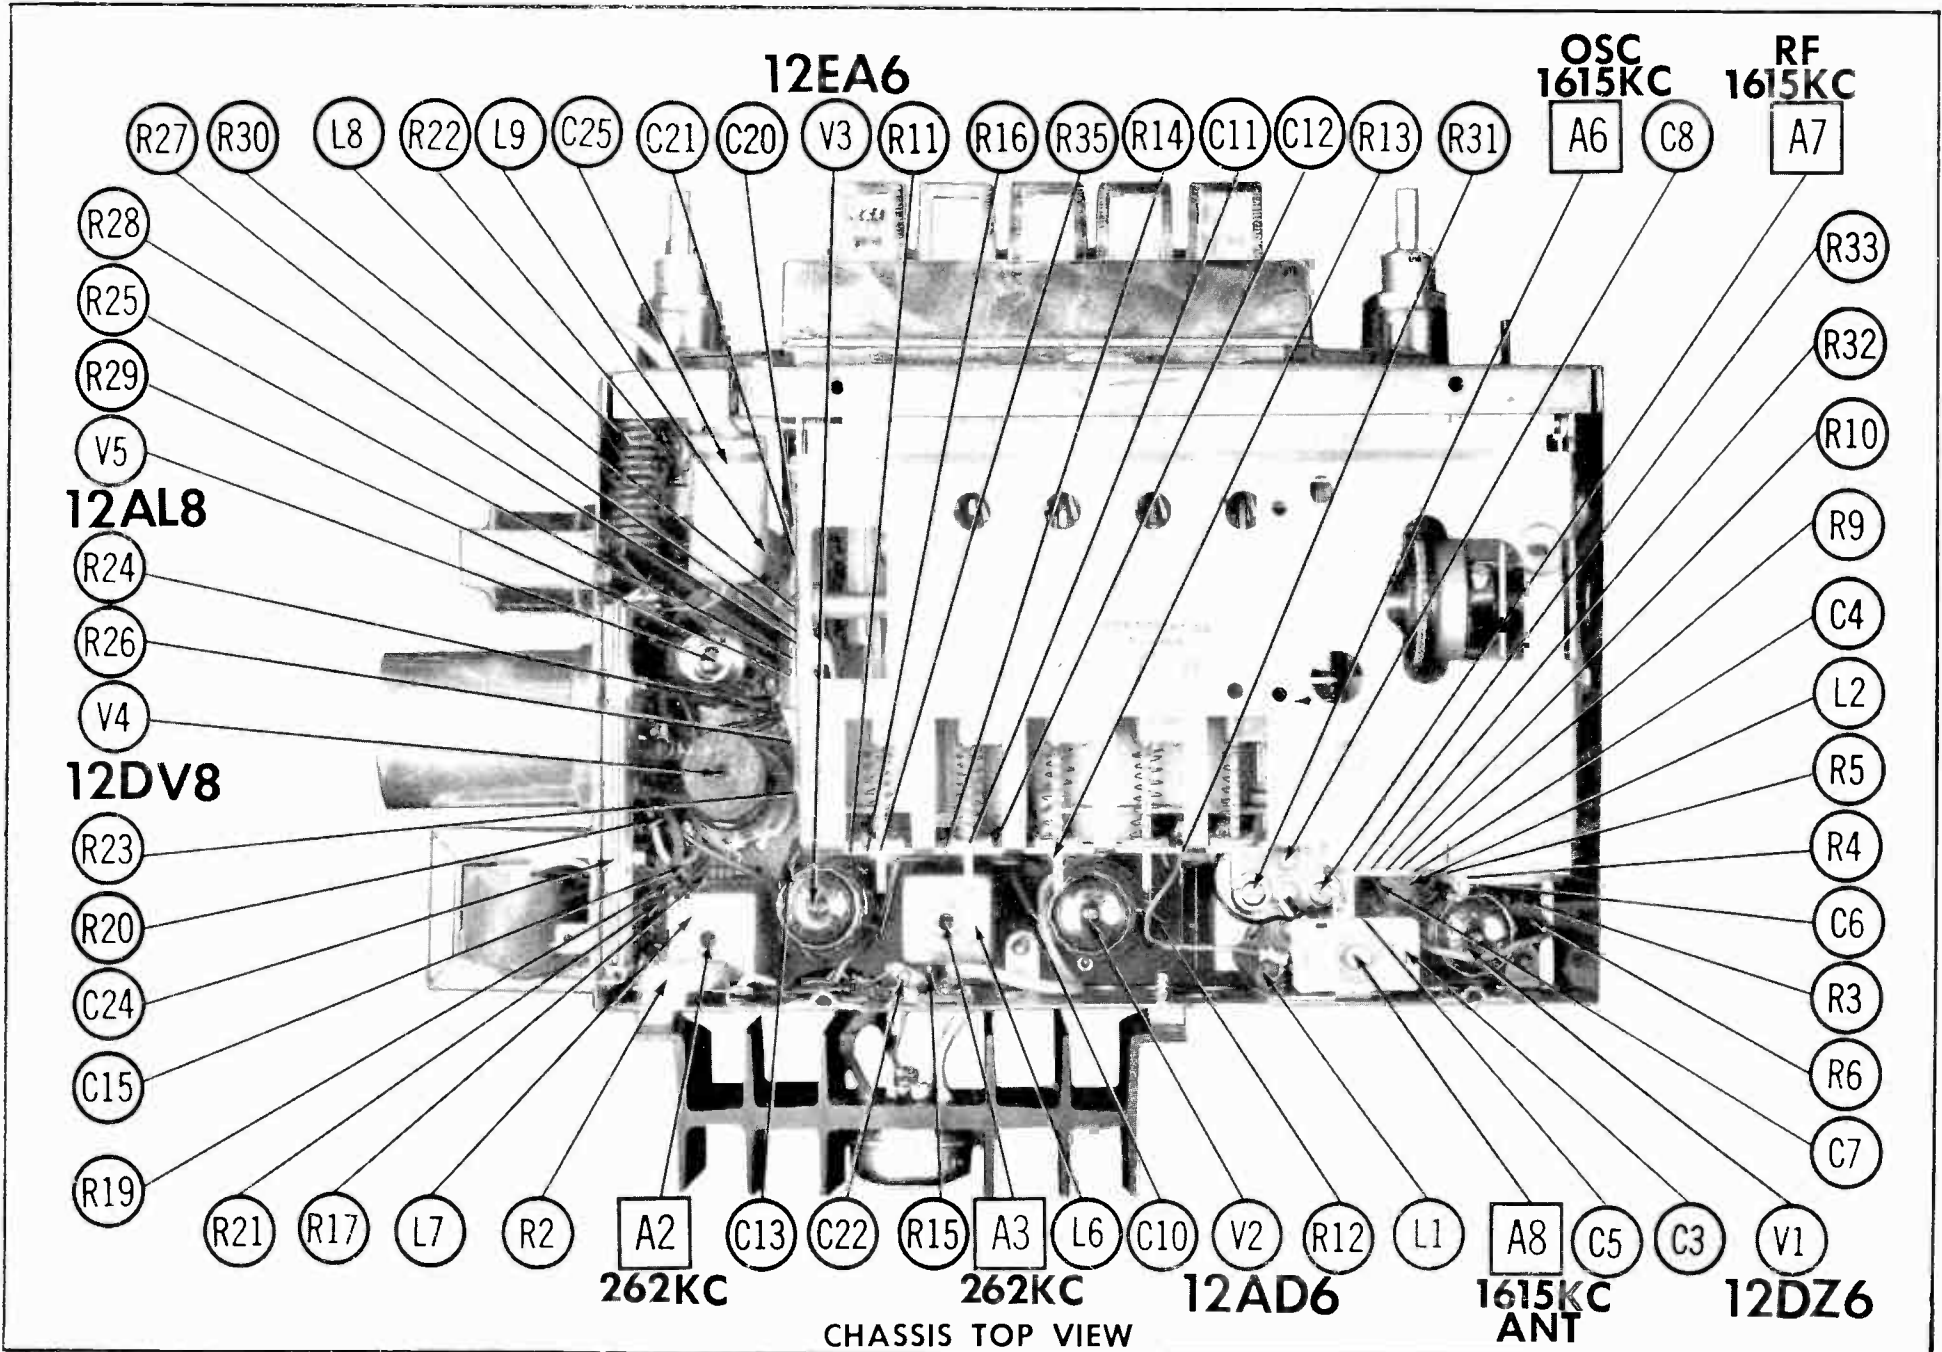 12EA6
OSC
1615KC
RF
1615KC
R27 R30 L8 R22 L9 C25 C21 C20 V3 R11 R16 R35 R14 C11 C12 R13 R31 A6 C8 A7
R28
R25
R29
V5
12AL8
R24
R26
V4
12DV8
R23
R20
C24
C15
R19
R33
R32
R10
R9
C4
L2
R5
R4
C6
R3
R6
C7
R21 R17 L7 R2 A2 C13 C22 R15 A3 L6 C10 V2 R12 L1 A8 C5 C3 V1
262KC
262KC
12AD6
1615KC
ANT
12DZ6
CHASSIS TOP VIEW